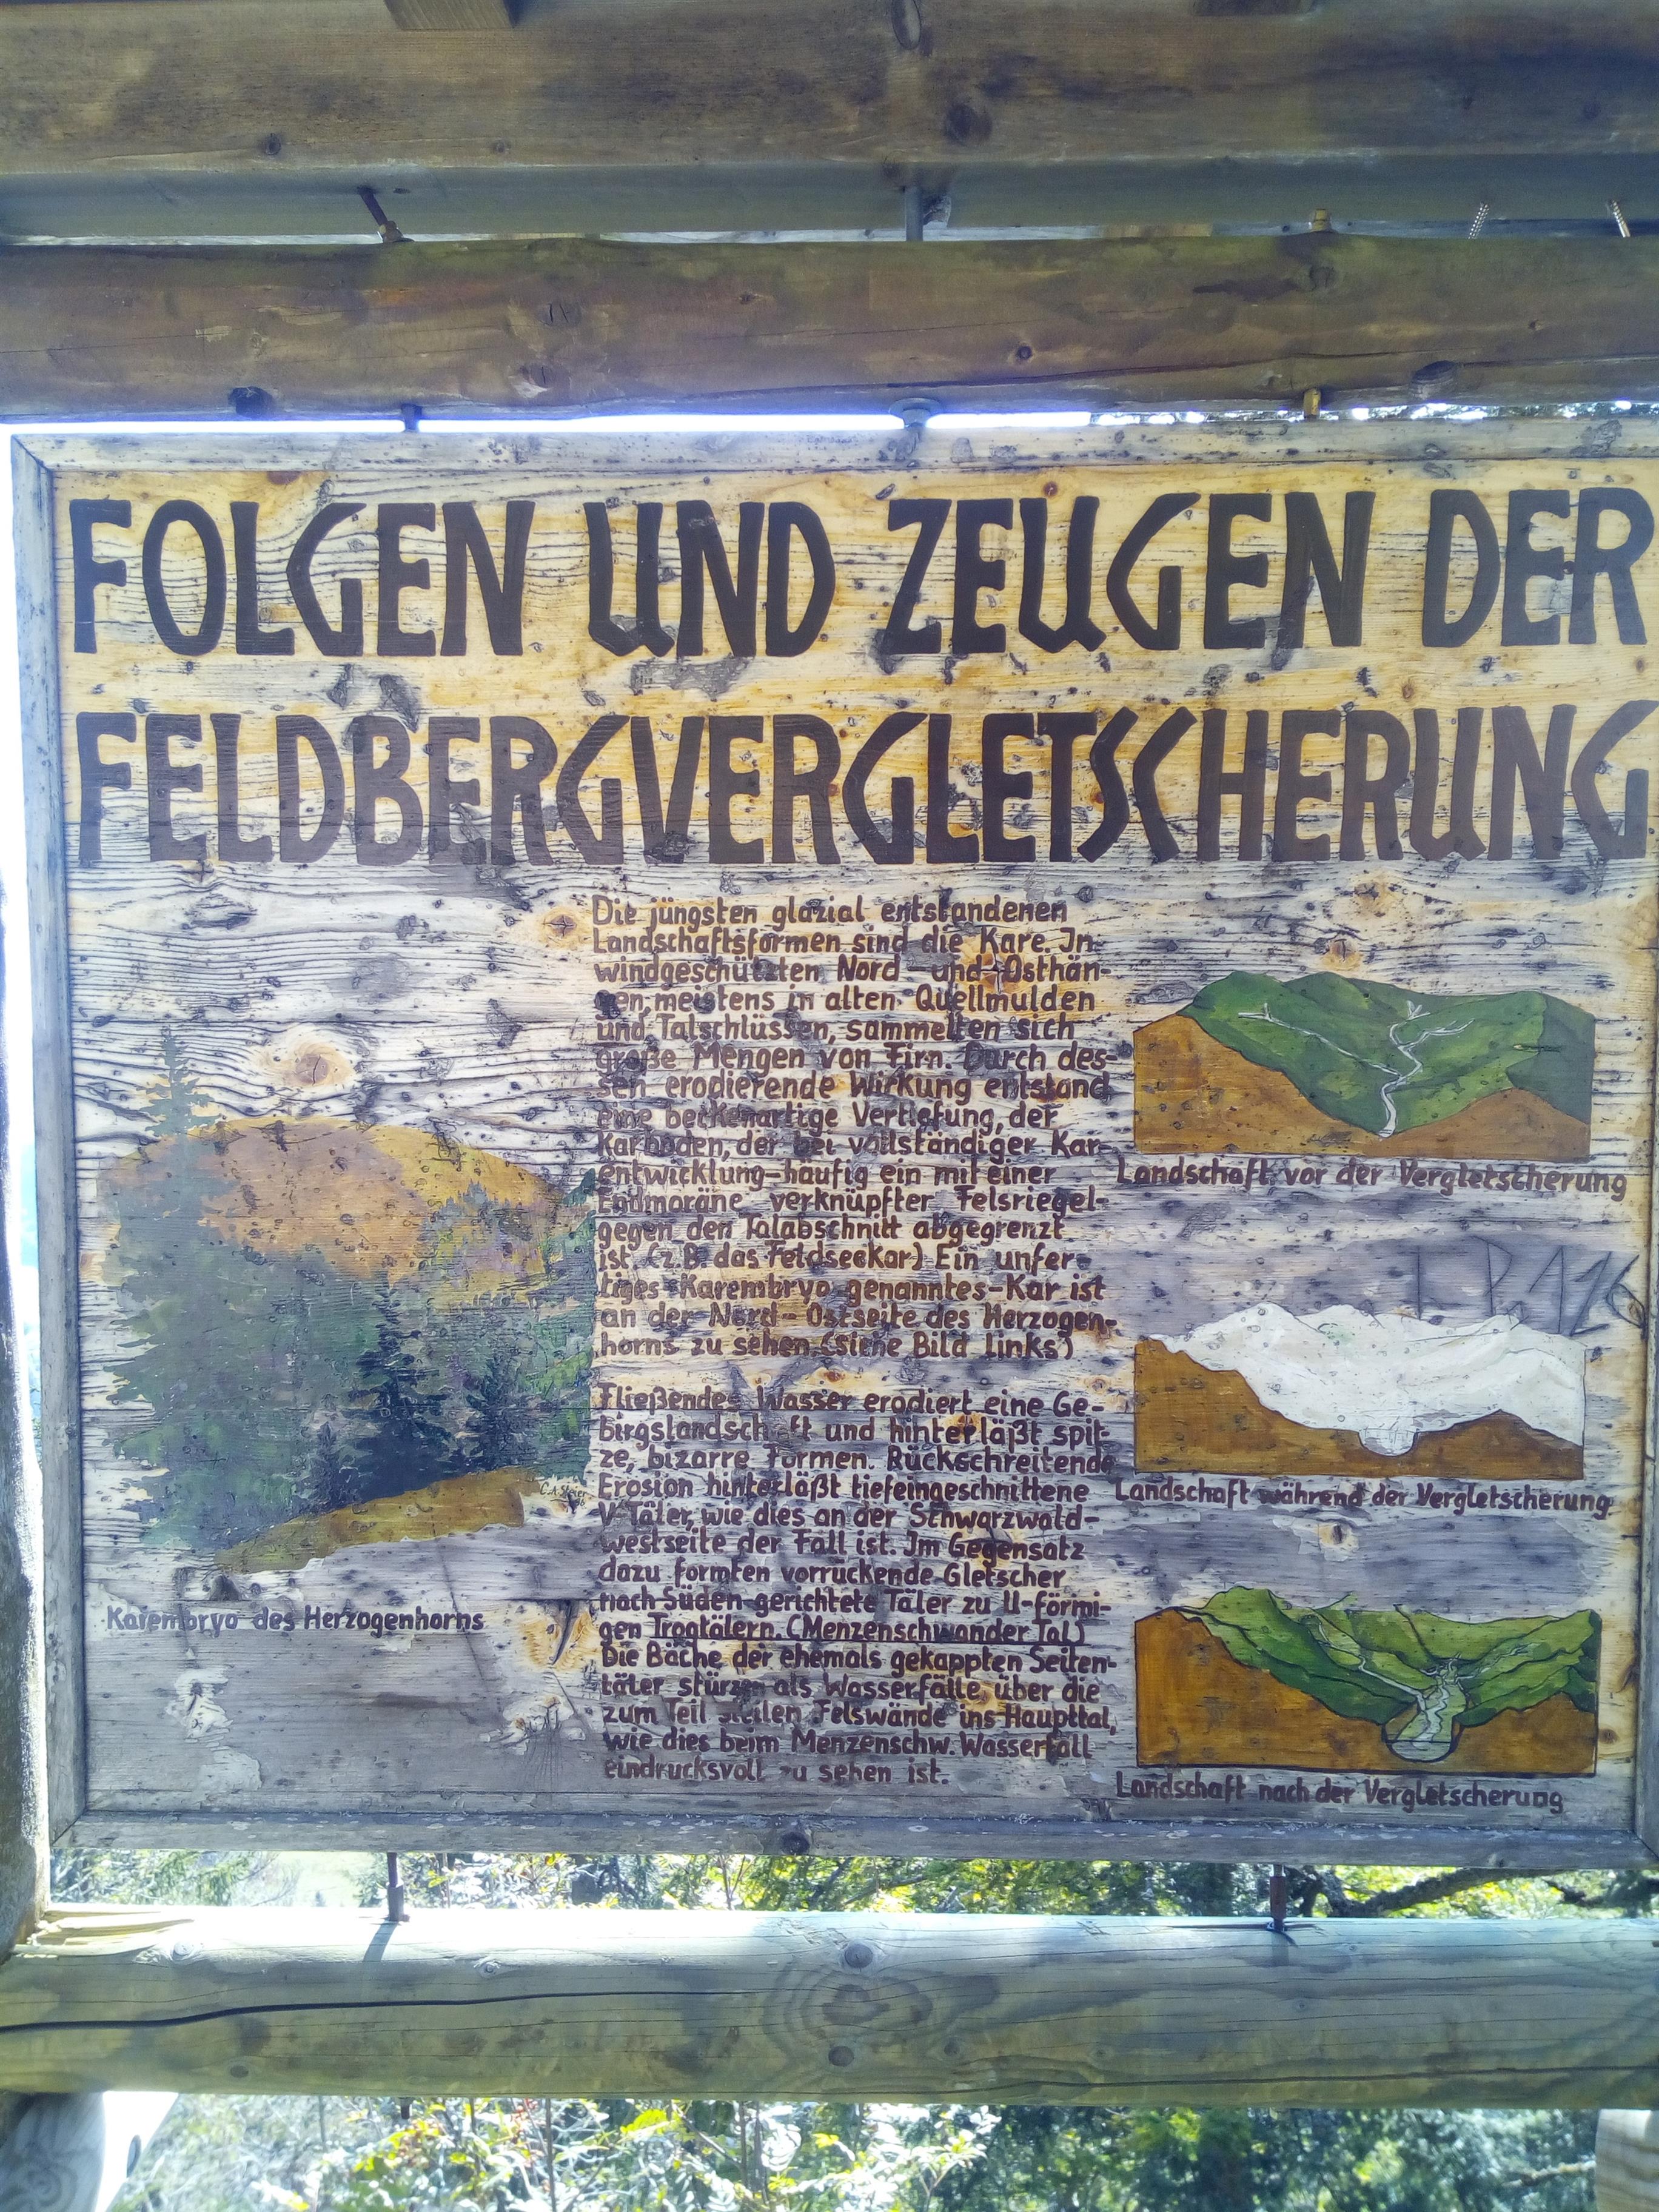 FOLGEN UND ZEUGEN DER
FELDBERGVERGLETSCHERUNG
Die jüngsten glazial entstandenen
Landschaftsformen sind die Kare. In
windgeschützten Nord- und Osthän-
gen, meistens in alten Quellmulden
und Talschlüssen, sammelten sich
große Mengen von Firn. Durch des-
sen erodierende Wirkung entstand
eine beckenartige Vertiefung, der
Karboden, der bei vollständiger Kar-
entwicklung häufig ein mit einer
Endmoräne verknüpfter Felsriegel
gegen den Talabschnitt abgegrenzt
ist. (z.B. das Feldseekar) Ein unfer-
tiges Karembryo genanntes Kar ist
an der Nord-Ostseite des Herzogen-
horns zu sehen. (Siehe Bild links)
Fließendes Wasser erodiert eine Ge-
birgslandschaft und hinterläßt spit-
ze, bizarre Formen. Rückschreitende
Erosion hinterläßt tiefeingeschnittene
V-Täler, wie dies an der Schwarzwald-
westseite der Fall ist. Im Gegensatz
dazu formten vorrückende Gletscher
nach Süden gerichtete Täler zu U-förmi-
gen Trogtälern. (Menzenschwander Tal)
Die Bäche der ehemals gekappten Seiten-
täler stürzen als Wasserfälle über die
zum Teil steilen Felswände ins Haupttal,
wie dies beim Menzenschw. Wasserfall
eindrucksvoll zu sehen ist.
Karembryo des Herzogenhorns
Landschaft vor der Vergletscherung
Landschaft während der Vergletscherung
Landschaft nach der Vergletscherung